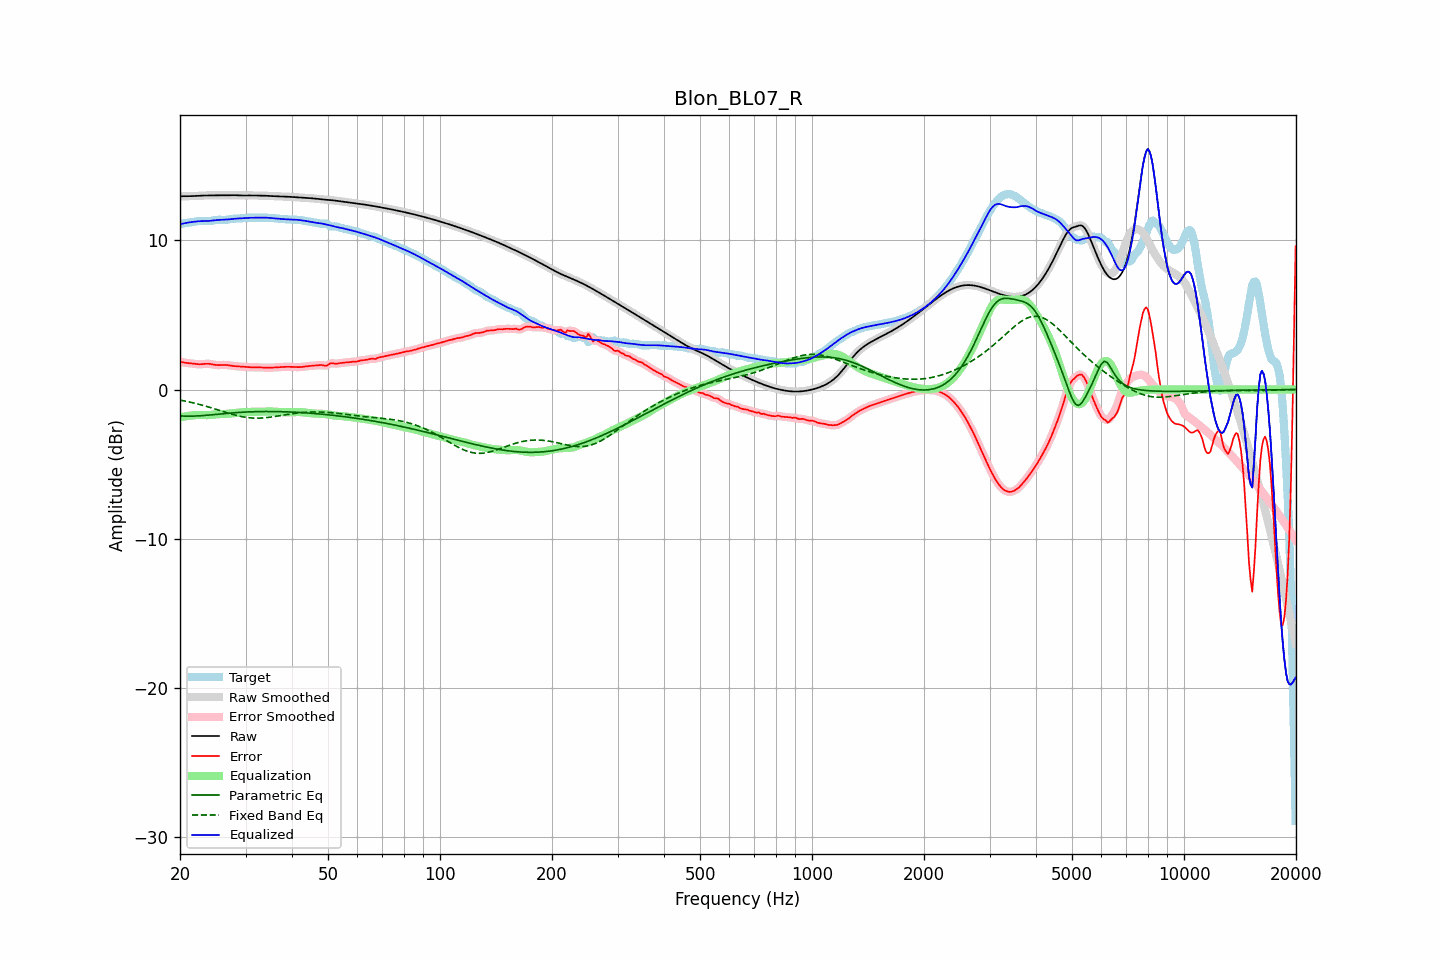 Blon_BL07_R
10
0
−10
−20
−30
Amplitude (dBr)
Target
Raw Smoothed
Error Smoothed
Raw
Error
Equalization
Parametric Eq
Fixed Band Eq
Equalized
20 50 100 200 500 1000 2000 5000 10000 20000
Frequency (Hz)